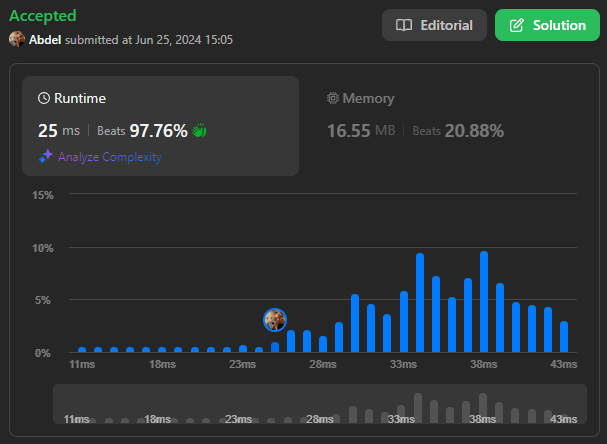 Accepted
Abdel submitted at Jun 25, 2024 15:05
Editorial
Solution
Runtime
25 ms | Beats 97.76%
Analyze Complexity
Memory
16.55 MB | Beats 20.88%
15%
10%
5%
0%
11ms 18ms 23ms 28ms 33ms 38ms 43ms
11ms 18ms 23ms 28ms 33ms 38ms 43ms